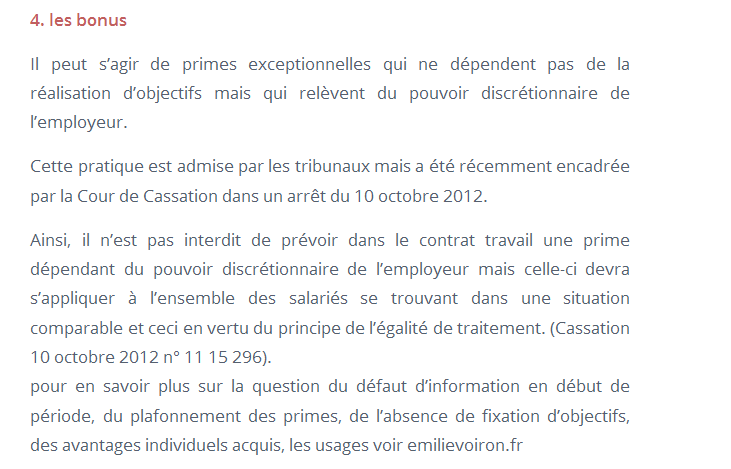 4. les bonus
Il peut s’agir de primes exceptionnelles qui ne dépendent pas de la
réalisation d’objectifs mais qui relèvent du pouvoir discrétionnaire de
l’employeur.
Cette pratique est admise par les tribunaux mais a été récemment encadrée
par la Cour de Cassation dans un arrêt du 10 octobre 2012.
Ainsi, il n’est pas interdit de prévoir dans le contrat travail une prime
dépendant du pouvoir discrétionnaire de l’employeur mais celle-ci devra
s’appliquer à l’ensemble des salariés se trouvant dans une situation
comparable et ceci en vertu du principe de l’égalité de traitement. (Cassation
10 octobre 2012 n° 11 15 296).
pour en savoir plus sur la question du défaut d’information en début de
période, du plafonnement des primes, de l’absence de fixation d’objectifs,
des avantages individuels acquis, les usages voir emilievoiron.fr